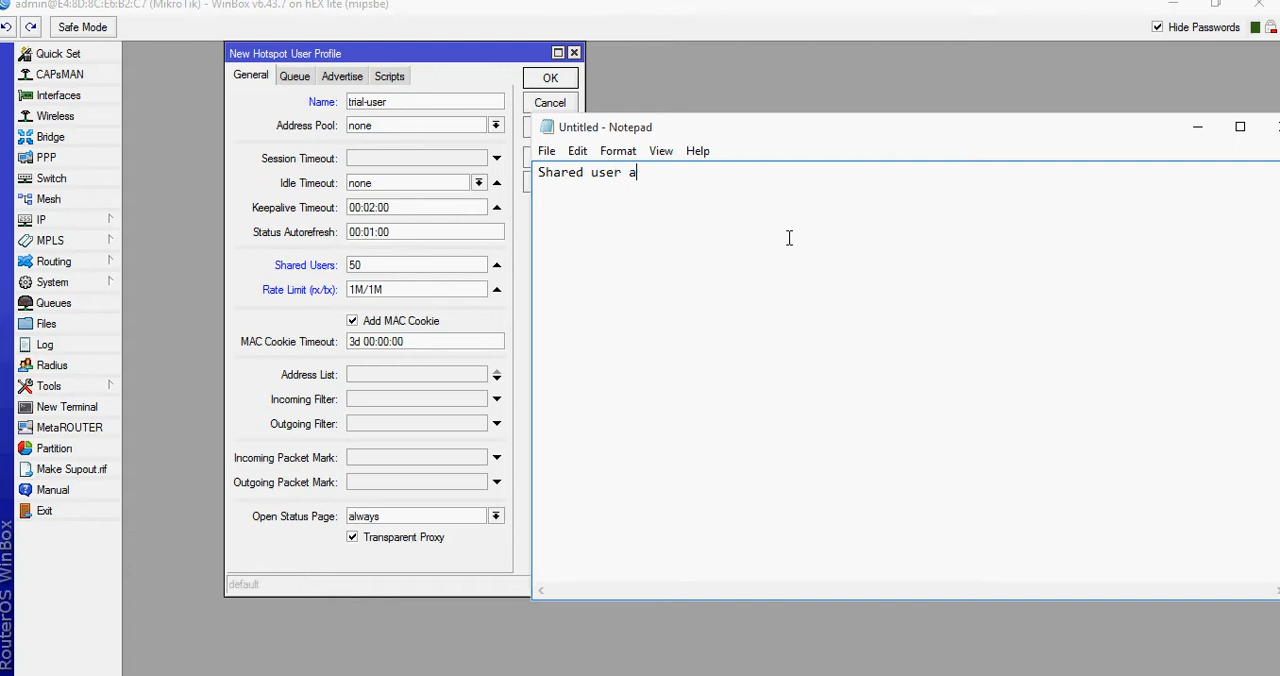 admin@E4:8D:8C:E6:B2:C7 (MikroTik) - WinBox v6.43.7 on hEX lite (mipsbe)
Safe Mode
Hide Passwords
Quick Set
CAPsMAN
Interfaces
Wireless
Bridge
PPP
Switch
Mesh
IP
MPLS
Routing
System
Queues
Files
Log
Radius
Tools
New Terminal
MetaROUTER
Partition
Make Supout.rif
Manual
Exit
RouterOS WinBox
New Hotspot User Profile
General Queue Advertise Scripts
OK
Cancel
Name: trial-user
Address Pool: none
Session Timeout:
Idle Timeout: none
Keepalive Timeout: 00:02:00
Status Autorefresh: 00:01:00
Shared Users: 50
Rate Limit (rx/tx): 1M/1M
Add MAC Cookie
MAC Cookie Timeout: 3d 00:00:00
Address List:
Incoming Filter:
Outgoing Filter:
Incoming Packet Mark:
Outgoing Packet Mark:
Open Status Page: always
Transparent Proxy
default
Untitled - Notepad
File Edit Format View Help
Shared user a